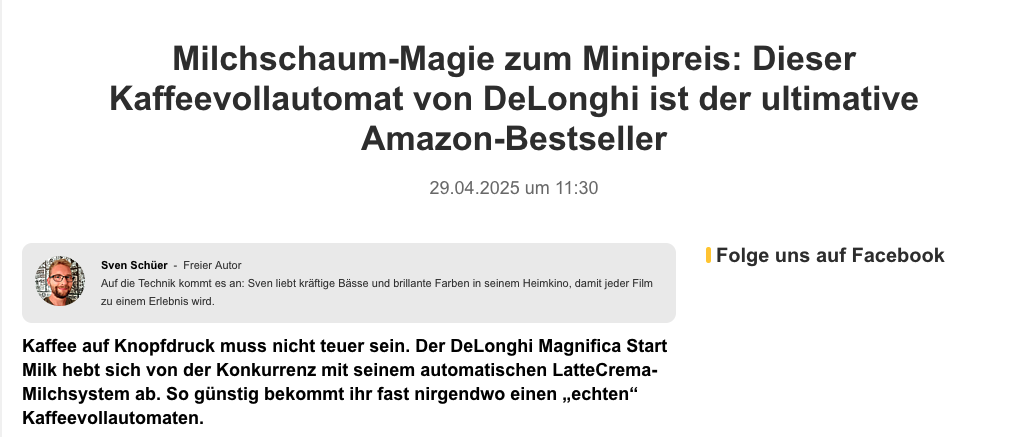 Milchschaum-Magie zum Minipreis: Dieser
Kaffeevollautomat von DeLonghi ist der ultimative
Amazon-Bestseller
29.04.2025 um 11:30
Sven Schüer - Freier Autor
Auf die Technik kommt es an: Sven liebt kräftige Bässe und brillante Farben in seinem Heimkino, damit jeder Film
zu einem Erlebnis wird.
Folge uns auf Facebook
Kaffee auf Knopfdruck muss nicht teuer sein. Der DeLonghi Magnifica Start
Milk hebt sich von der Konkurrenz mit seinem automatischen LatteCrema-
Milchsystem ab. So günstig bekommt ihr fast nirgendwo einen „echten“
Kaffeevollautomaten.